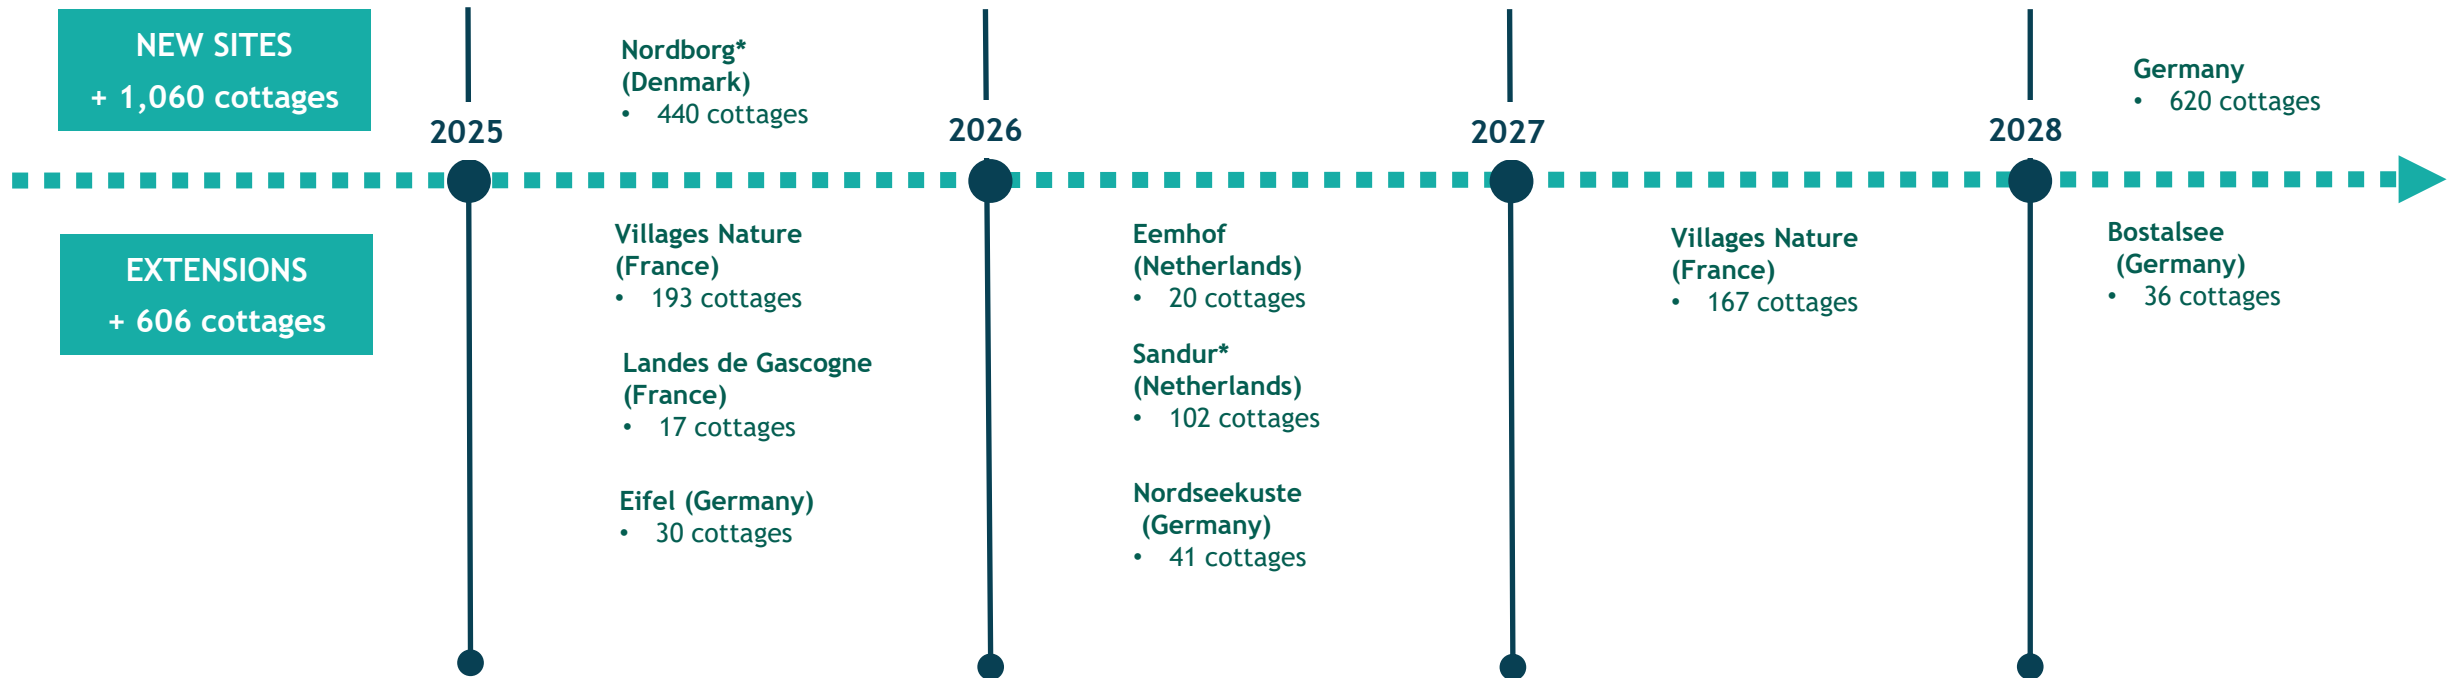 NEW SITES
+ 1,060 cottages
2025
Nordborg*
(Denmark)
• 440 cottages
2026
2027
2028
Germany
• 620 cottages
EXTENSIONS
+ 606 cottages
Villages Nature
(France)
• 193 cottages
Landes de Gascogne
(France)
• 17 cottages
Eifel (Germany)
• 30 cottages
Eemhof
(Netherlands)
• 20 cottages
Sandur*
(Netherlands)
• 102 cottages
Nordseekuste
(Germany)
• 41 cottages
Villages Nature
(France)
• 167 cottages
Bostalsee
(Germany)
• 36 cottages